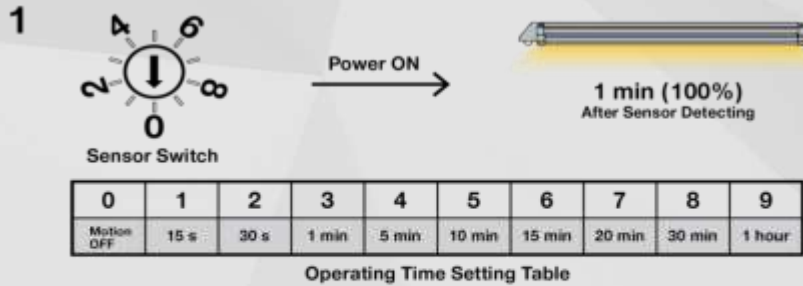 1
4 6
2 8
0
Sensor Switch
Power ON
1 min (100%)
After Sensor Detecting
0 1 2 3 4 5 6 7 8 9
Motion OFF 15 s 30 s 1 min 5 min 10 min 15 min 20 min 30 min 1 hour
Operating Time Setting Table